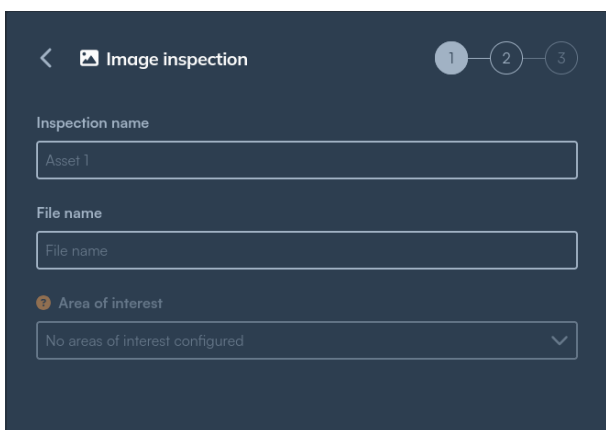 Image inspection
1
2
3
Inspection name
Asset 1
File name
File name
? Area of interest
No areas of interest configured